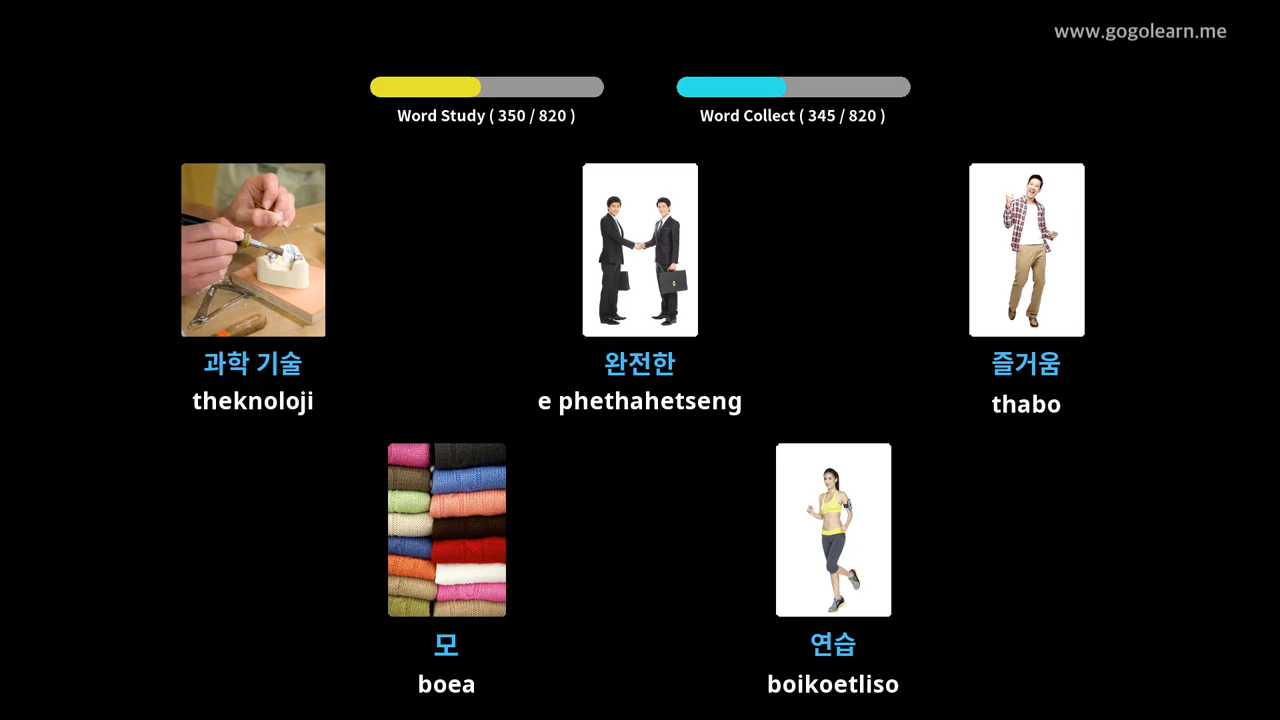 www.gogolearn.me
Word Study ( 350 / 820 )
Word Collect ( 345 / 820 )
과학 기술
theknoloji
완전한
e phethahetseng
즐거움
thabo
모
boea
연습
boikoetliso